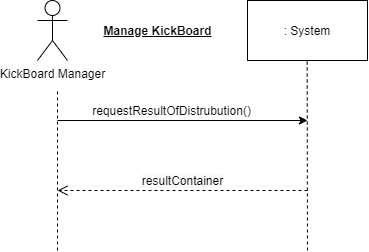 Manage KickBoard
: System
KickBoard Manager
requestResultOfDistrubution()
resultContainer